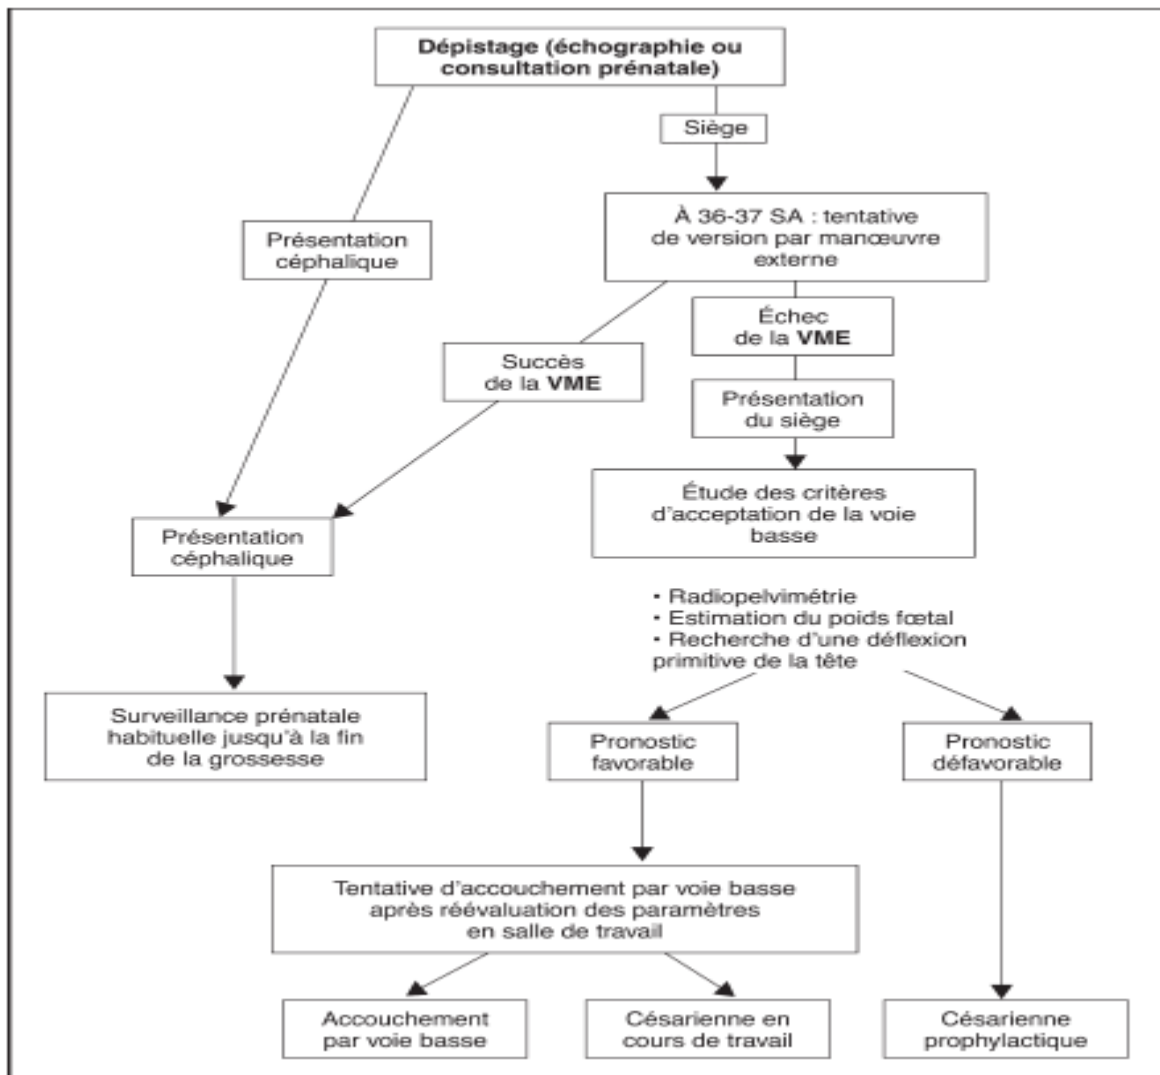 Dépistage (échographie ou
consultation prénatale)
Siège
À 36-37 SA : tentative
de version par manœuvre
externe
Présentation
céphalique
Échec
de la VME
Succès
de la VME
Présentation
du siège
Étude des critères
d'acceptation de la voie
basse
Présentation
céphalique
• Radiopelvimétrie
• Estimation du poids fœtal
• Recherche d'une déflexion
primitive de la tête
Surveillance prénatale
habituelle jusqu'à la fin
de la grossesse
Pronostic
favorable
Pronostic
défavorable
Tentative d'accouchement par voie basse
après réévaluation des paramètres
en salle de travail
Accouchement
par voie basse
Césarienne en
cours de travail
Césarienne
prophylactique